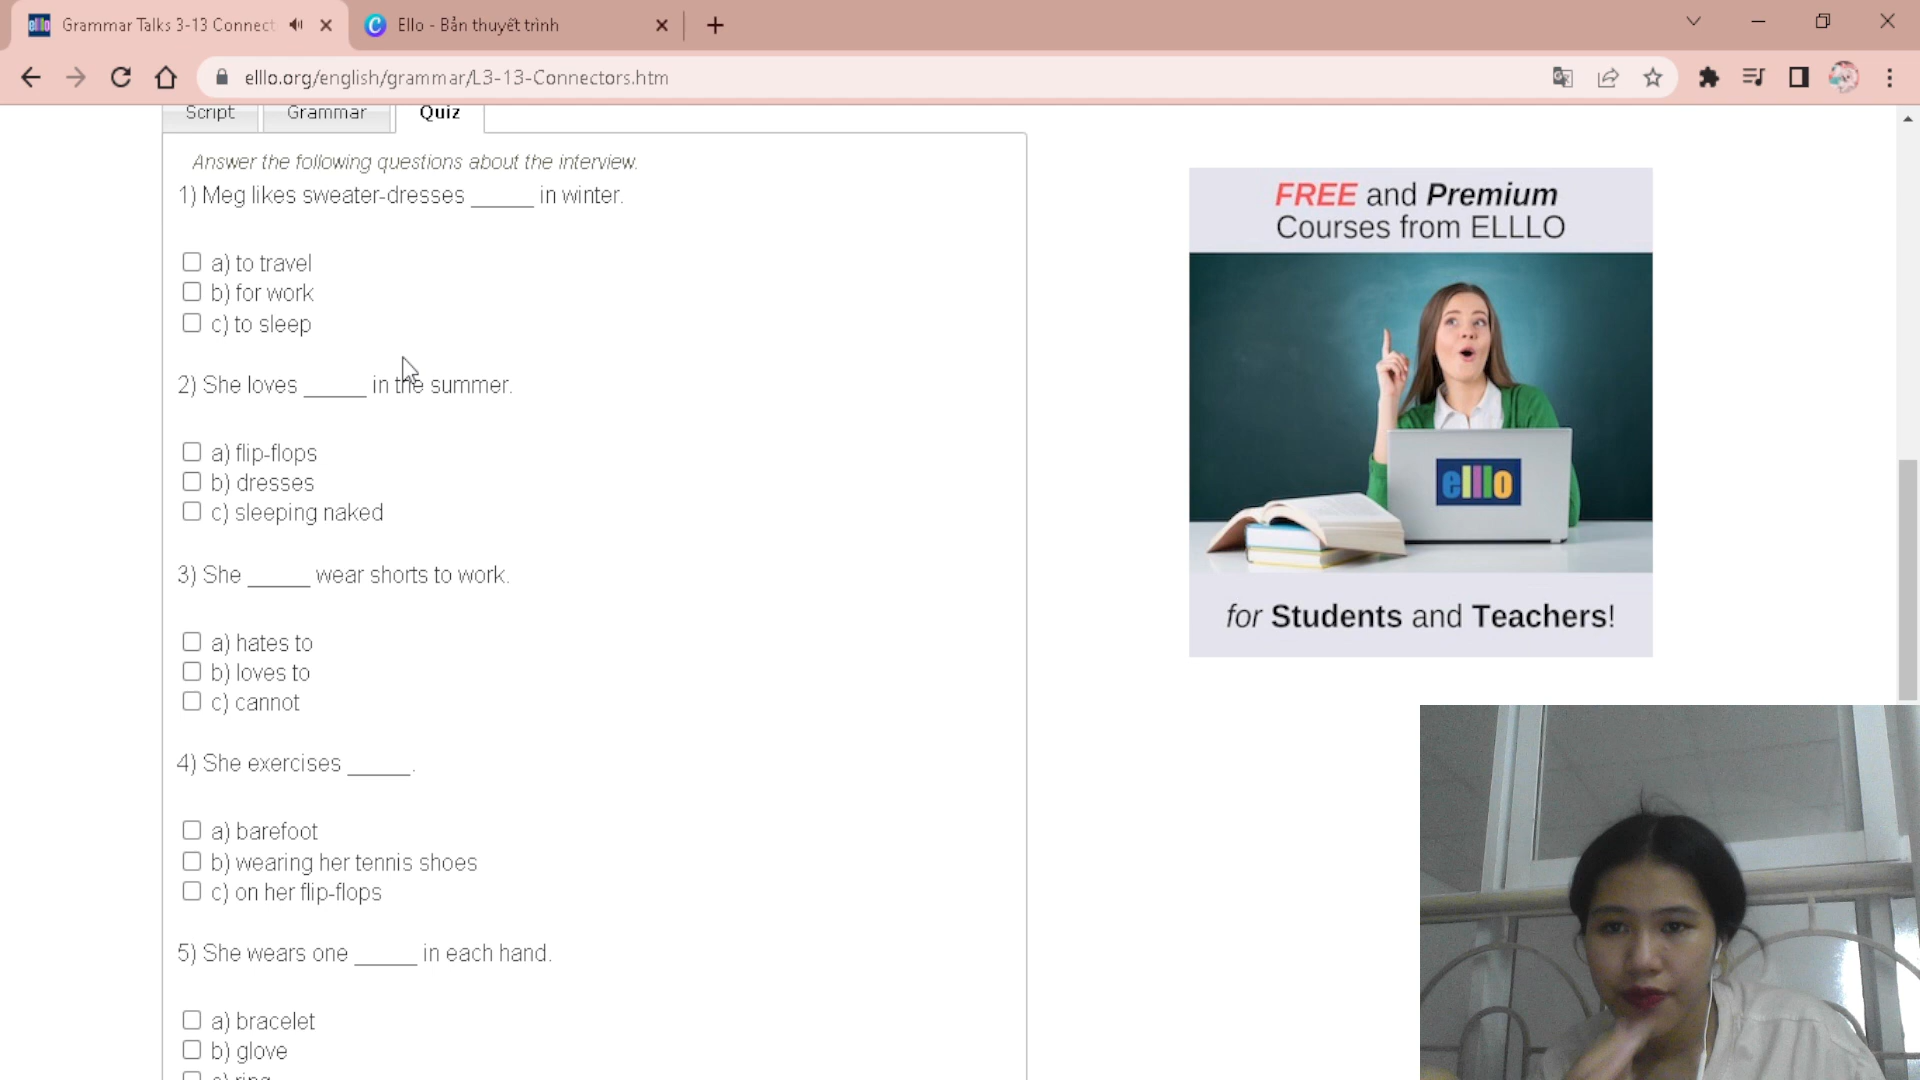 Grammar Talks 3-13 Connect
Ello - Bản thuyết trình
elllo.org/english/grammar/L3-13-Connectors.htm
Script
Grammar
Quiz
Answer the following questions about the interview.
1) Meg likes sweater-dresses _____ in winter.
a) to travel
b) for work
c) to sleep
2) She loves _____ in the summer.
a) flip-flops
b) dresses
c) sleeping naked
3) She _____ wear shorts to work.
a) hates to
b) loves to
c) cannot
4) She exercises _____.
a) barefoot
b) wearing her tennis shoes
c) on her flip-flops
5) She wears one _____ in each hand.
a) bracelet
b) glove
c) ring
FREE and Premium
Courses from ELLLO
elllo
for Students and Teachers!